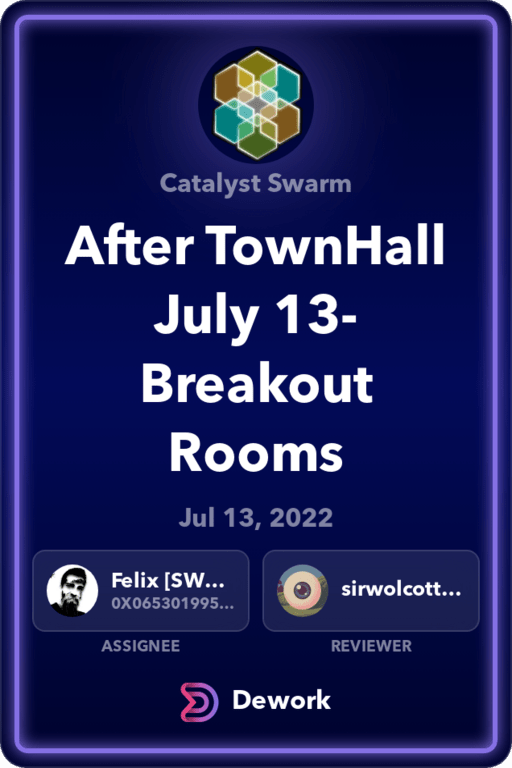 Catalyst Swarm
After TownHall
July 13-
Breakout
Rooms
Jul 13, 2022
Felix [SW...
0X065301995...
ASSIGNEE
sirwolcott...
REVIEWER
Dework